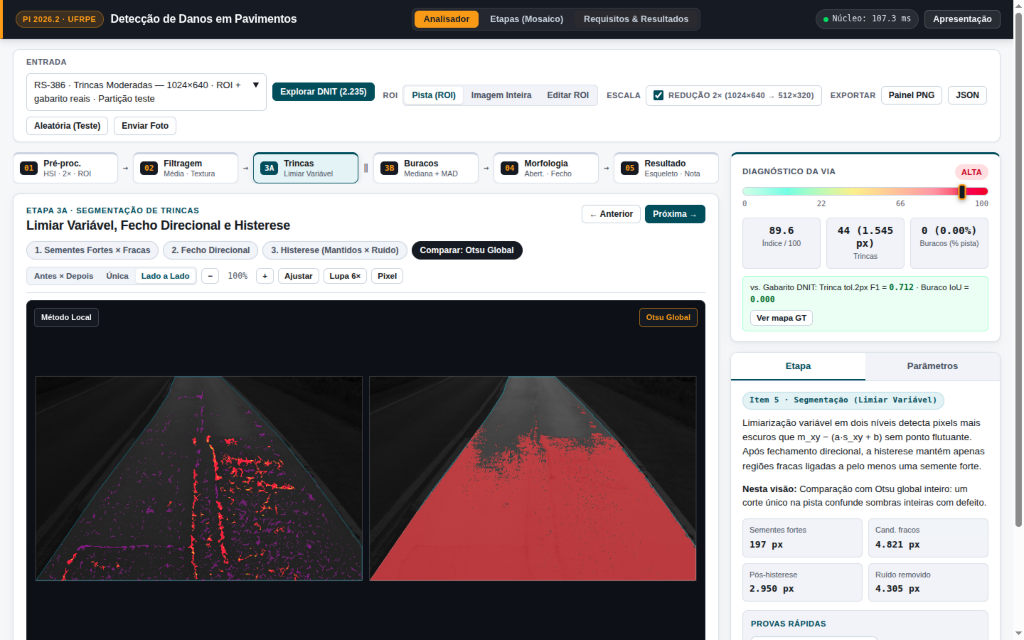 PI 2026.2 · UFRPE
Detecção de Danos em Pavimentos
Analisador
Etapas (Mosaico)
Requisitos & Resultados
Núcleo: 107.3 ms
Apresentação
ENTRADA
RS-386 · Trincas Moderadas — 1024×640 · ROI +
gabarito reais · Partição teste
Explorar DNIT (2.235)
ROI
Pista (ROI)
Imagem Inteira
Editar ROI
ESCALA
REDUÇÃO 2× (1024×640 → 512×320)
EXPORTAR
Painel PNG
JSON
Aleatória (Teste)
Enviar Foto
01
Pré-proc.
HSI · 2× · ROI
→
02
Filtragem
Média · Textura
→
3A
Trincas
Limiar Variável
||
3B
Buracos
Mediana + MAD
→
04
Morfologia
Abert. · Fecho
→
05
Resultado
Esqueleto · Nota
ETAPA 3A · SEGMENTAÇÃO DE TRINCAS
Limiar Variável, Fecho Direcional e Histerese
← Anterior
Próxima →
1. Sementes Fortes × Fracas
2. Fecho Direcional
3. Histerese (Mantidos × Ruído)
Comparar: Otsu Global
Antes × Depois
Única
Lado a Lado
−
100%
+
Ajustar
Lupa 6×
Pixel
Método Local
Otsu Global
DIAGNÓSTICO DA VIA
ALTA
0
22
66
100
89.6
Índice / 100
44 (1.545
px)
Trincas
0 (0.00%)
Buracos (% pista)
vs. Gabarito DNIT: Trinca tol.2px F1 = 0.712 · Buraco IoU =
0.000
Ver mapa GT
Etapa
Parâmetros
Item 5 · Segmentação (Limiar Variável)
Limiarização variável em dois níveis detecta pixels mais
escuros que m_xy − (a·s_xy + b) sem ponto flutuante.
Após fechamento direcional, a histerese mantém apenas
regiões fracas ligadas a pelo menos uma semente forte.
Nesta visão: Comparação com Otsu global inteiro: um
corte único na pista confunde sombras inteiras com defeito.
Sementes fortes
197 px
Cand. fracos
4.821 px
Pós-histerese
2.950 px
Ruído removido
4.305 px
PROVAS RÁPIDAS